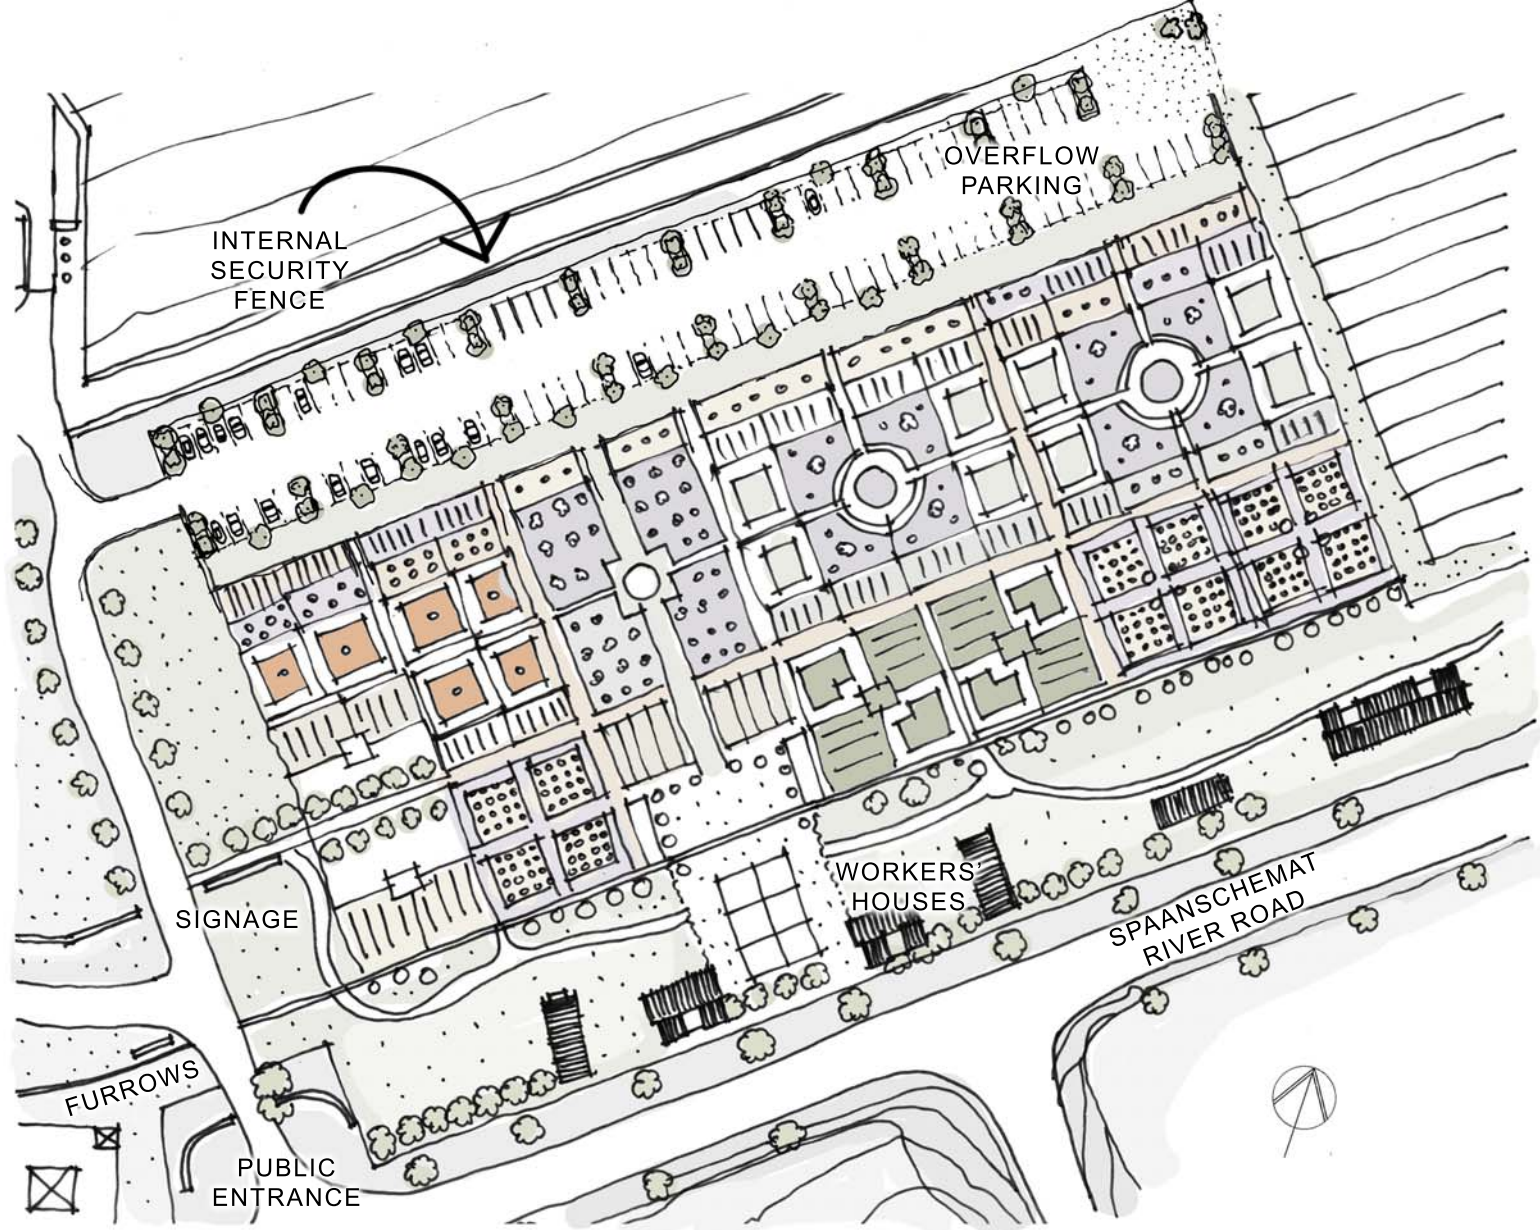 OVERFLOW
PARKING
INTERNAL
SECURITY
FENCE
WORKERS'
HOUSES
SIGNAGE
SPAANSCHEMAT
RIVER ROAD
FURROWS
PUBLIC
ENTRANCE